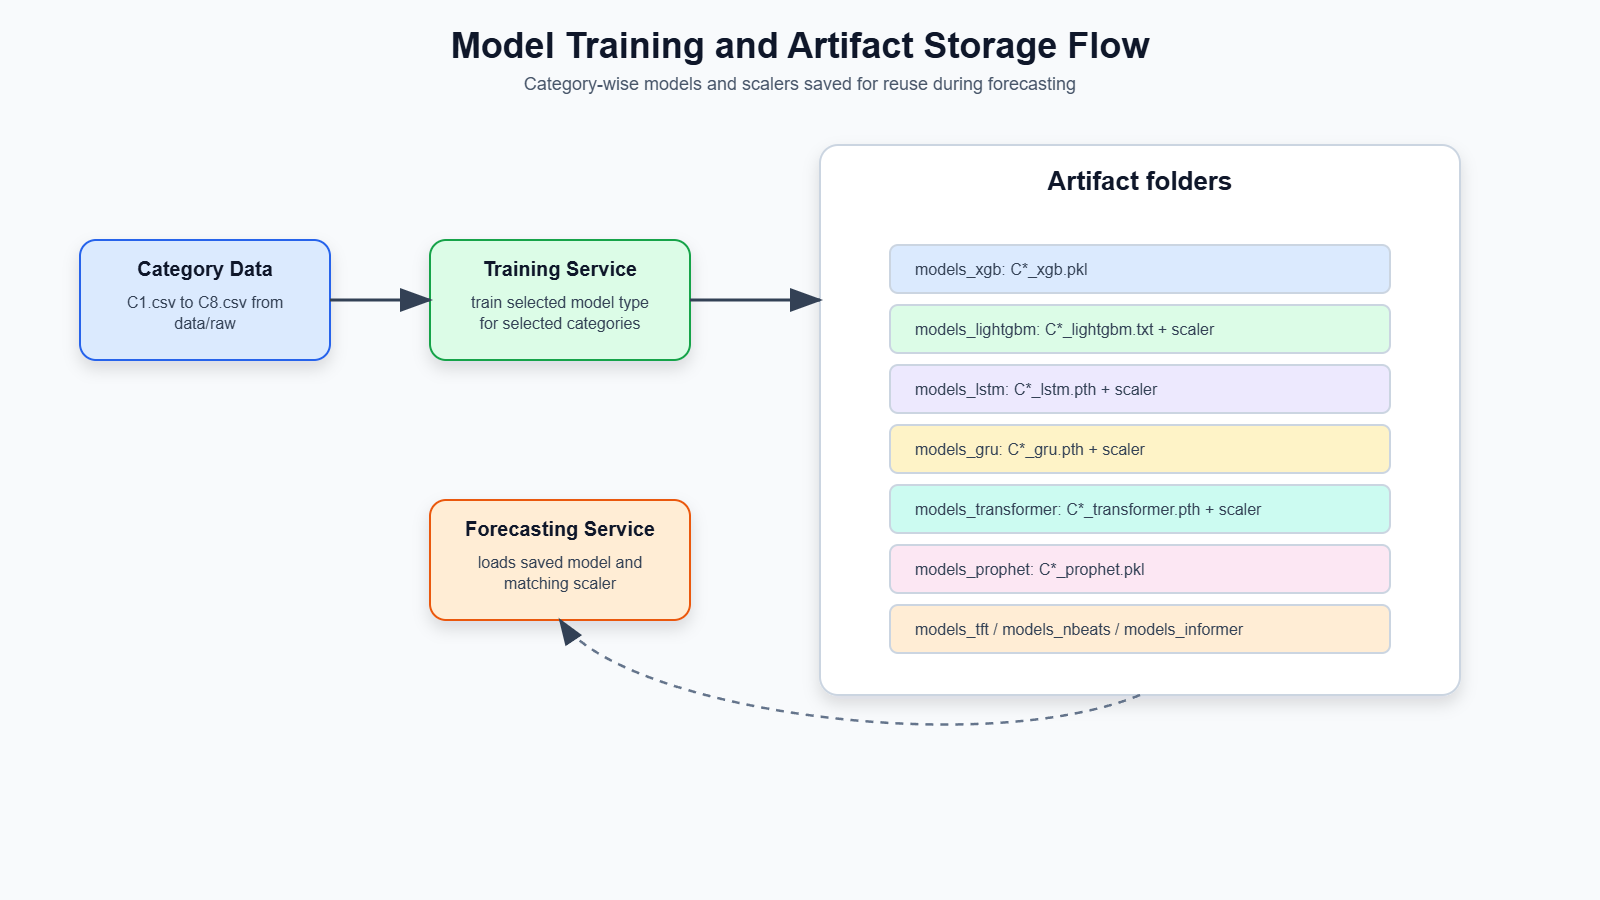 Model Training and Artifact Storage Flow
Category-wise models and scalers saved for reuse during forecasting
Category Data
C1.csv to C8.csv from
data/raw
Training Service
train selected model type
for selected categories
Artifact folders
models_xgb: C*_xgb.pkl
models_lightgbm: C*_lightgbm.txt + scaler
models_lstm: C*_lstm.pth + scaler
models_gru: C*_gru.pth + scaler
models_transformer: C*_transformer.pth + scaler
models_prophet: C*_prophet.pkl
models_tft / models_nbeats / models_informer
Forecasting Service
loads saved model and
matching scaler